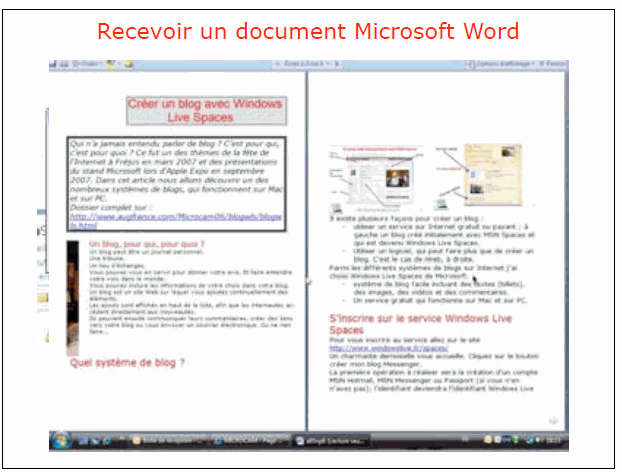 Recevoir un document Microsoft Word
Options d'affichage
Créer un blog avec Windows
Live Spaces
Qui n'a jamais entendu parler de blog ? C'est pour qui,
c'est pour quoi ? Ce fut un des thèmes de la fête de
l'Internet à Fréjus en mars 2007 et des présentations
du stand Microsoft lors d'Apple Expo en septembre
2007. Dans cet article nous allons découvrir un des
nombreux systèmes de blogs, qui fonctionnent sur Mac
et sur PC.
Dossier complet sur :
http://www.augfrance.com/Microcam06/blogwls/blogw
ls.html
Un blog, pour qui, pour quoi ?
Un blog peut être un journal personnel.
Une tribune.
Un lieu d'échanges.
Vous pouvez vous en servir pour donner votre avis. Et faire entendre
votre voix dans le monde.
Vous pouvez inclure les informations de votre choix dans votre blog.
Un blog est un site Web sur lequel vous ajoutez continuellement des
éléments.
Les ajouts sont affichés en haut de la liste, afin que les internautes ac-
cèdent directement aux nouveautés.
Ils peuvent ensuite communiquer leurs commentaires, créer des liens
vers votre blog ou vous envoyer un courrier électronique. Ou ne rien
faire...
Quel système de blog ?
Il existe plusieurs façons pour créer un blog :
- utiliser un service sur Internet gratuit ou payant ; à
gauche un blog créé initialement avec MSN Spaces et
qui est devenu Windows Live Spaces.
- Utiliser un logiciel, qui peut faire plus que de créer un
blog. C'est le cas de iWeb, à droite.
Parmi les différents systèmes de blogs sur Internet j'ai
choisi Windows Live Spaces.
- système de blog facile incluant des textes (billets),
des images, des vidéos et des commentaires.
- Un service gratuit qui fonctionne sur Mac et sur PC.
S'inscrire sur le service Windows Live
Spaces
Pour vous inscrire au service allez sur le site
http://www.windowslive.fr/spaces/
Un charmante demoiselle vous accueille. Cliquez sur le bouton
créer mon blog Messenger.
La première opération à réaliser sera la création d'un compte
MSN Hotmail, MSN Messenger ou Passport (si vous n'en
n'avez pas); l'identifiant deviendra l'identifiant Windows Live